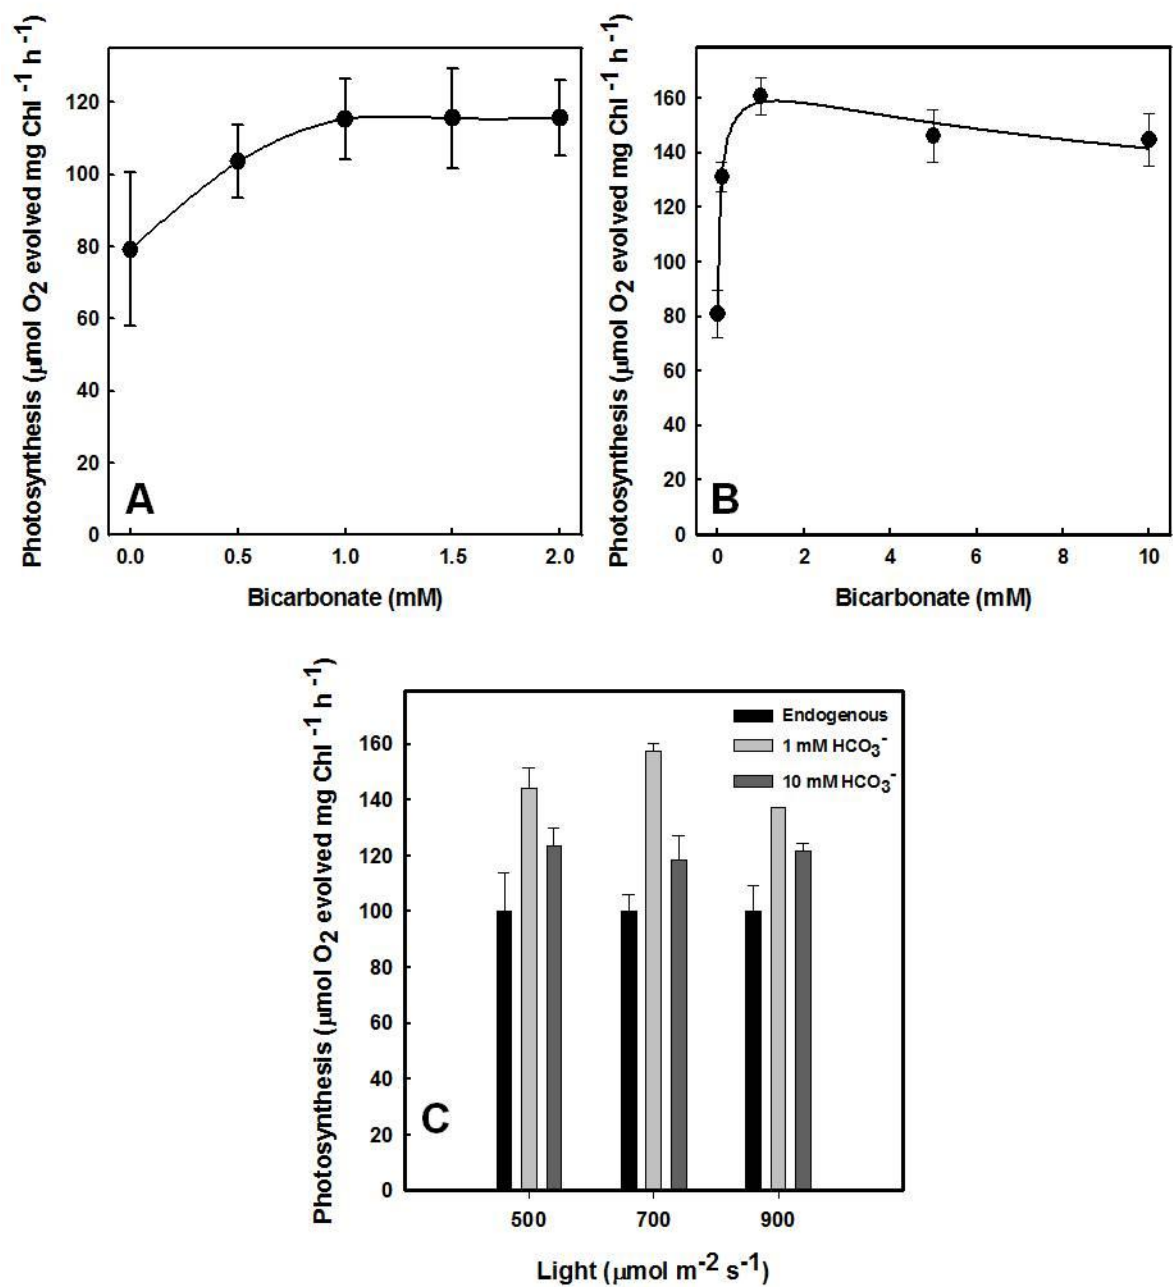 Photosynthesis (μmol O2 evolved mg Chl -1 h -1)
120
100
80
60
40
20
0
A
0.0 0.5 1.0 1.5 2.0
Bicarbonate (mM)
Photosynthesis (μmol O2 evolved mg Chl -1 h -1)
160
140
120
100
80
60
40
20
0
B
0 2 4 6 8 10
Bicarbonate (mM)
Photosynthesis (μmol O2 evolved mg Chl -1 h -1)
160
140
120
100
80
60
40
20
0
Endogenous
1 mM HCO3-
10 mM HCO3-
C
500 700 900
Light (μmol m-2 s-1)